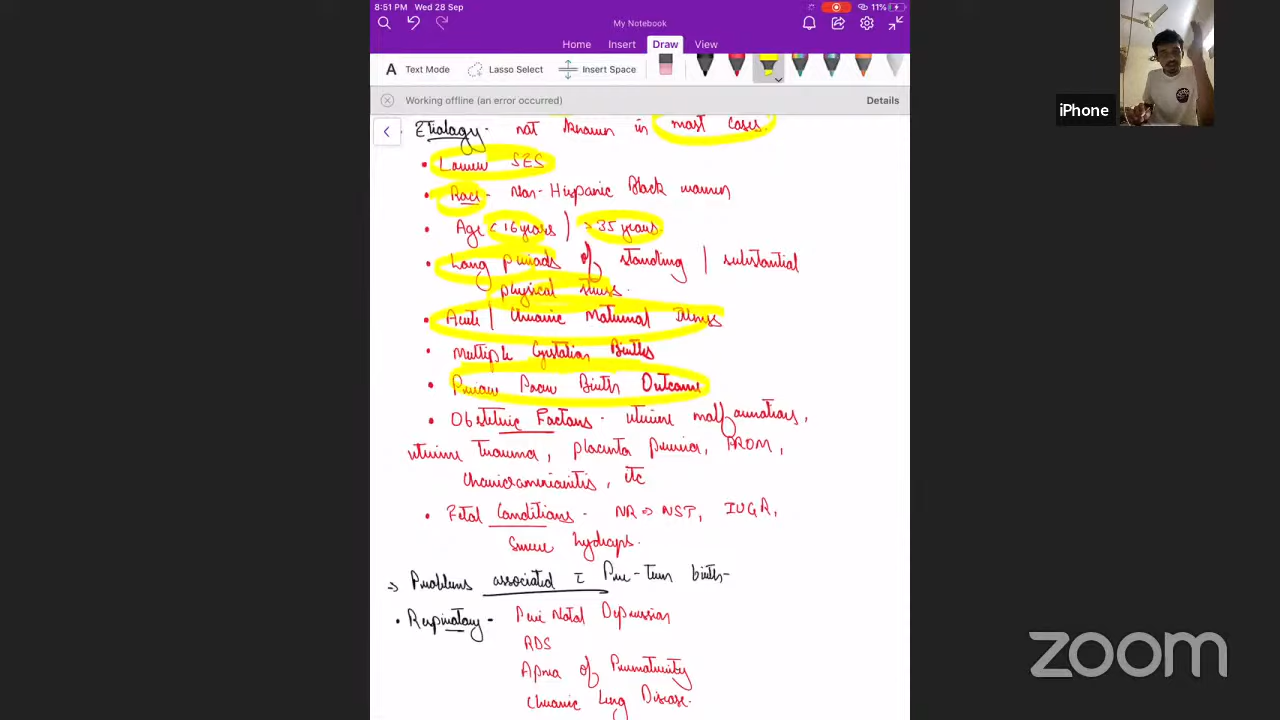 8:51 PM Wed 28 Sep
11%
My Notebook
Home Insert Draw View
A Text Mode Lasso Select Insert Space
Working offline (an error occurred) Details
iPhone
Etiology - not known in most cases.
• Lower SES
• Race - Non-Hispanic Black women
• Age < 16 years | > 35 years.
• Long periods of standing | substantial
physical stress.
• Acute | Chronic Maternal Illness
• Multiple Gestation Births
• Previous Poor Birth Outcome
• Obstetric Factors - uterine malformations,
uterine trauma, placenta previa, PROM,
Chorioamnionitis, etc
• Fetal Conditions - NR ⇒ NST, IUGR,
Severe hydrops.
⇒ Problems associated c̄ Pre-term birth-
• Respiratory - Peri Natal Depression
RDS
Apnea of Prematurity
Chronic Lung Disease.
zoom